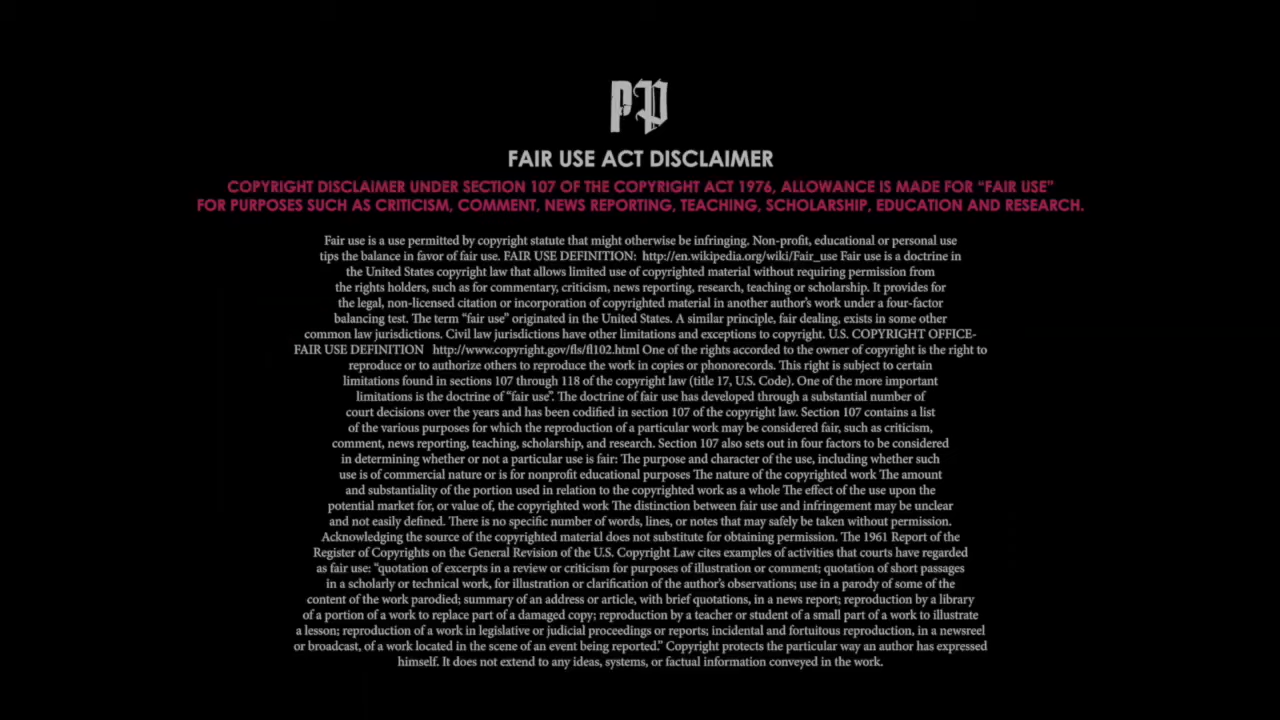 PP
FAIR USE ACT DISCLAIMER
COPYRIGHT DISCLAIMER UNDER SECTION 107 OF THE COPYRIGHT ACT 1976, ALLOWANCE IS MADE FOR “FAIR USE”
FOR PURPOSES SUCH AS CRITICISM, COMMENT, NEWS REPORTING, TEACHING, SCHOLARSHIP, EDUCATION AND RESEARCH.
Fair use is a use permitted by copyright statute that might otherwise be infringing. Non-profit, educational or personal use
tips the balance in favor of fair use. FAIR USE DEFINITION: http://en.wikipedia.org/wiki/Fair_use Fair use is a doctrine in
the United States copyright law that allows limited use of copyrighted material without requiring permission from
the rights holders, such as for commentary, criticism, news reporting, research, teaching or scholarship. It provides for
the legal, non-licensed citation or incorporation of copyrighted material in another author’s work under a four-factor
balancing test. The term “fair use” originated in the United States. A similar principle, fair dealing, exists in some other
common law jurisdictions. Civil law jurisdictions have other limitations and exceptions to copyright. U.S. COPYRIGHT OFFICE-
FAIR USE DEFINITION http://www.copyright.gov/fls/fl102.html One of the rights accorded to the owner of copyright is the right to
reproduce or to authorize others to reproduce the work in copies or phonorecords. This right is subject to certain
limitations found in sections 107 through 118 of the copyright law (title 17, U.S. Code). One of the more important
limitations is the doctrine of “fair use”. The doctrine of fair use has developed through a substantial number of
court decisions over the years and has been codified in section 107 of the copyright law. Section 107 contains a list
of the various purposes for which the reproduction of a particular work may be considered fair, such as criticism,
comment, news reporting, teaching, scholarship, and research. Section 107 also sets out in four factors to be considered
in determining whether or not a particular use is fair: The purpose and character of the use, including whether such
use is of commercial nature or is for nonprofit educational purposes The nature of the copyrighted work The amount
and substantiality of the portion used in relation to the copyrighted work as a whole The effect of the use upon the
potential market for, or value of, the copyrighted work The distinction between fair use and infringement may be unclear
and not easily defined. There is no specific number of words, lines, or notes that may safely be taken without permission.
Acknowledging the source of the copyrighted material does not substitute for obtaining permission. The 1961 Report of the
Register of Copyrights on the General Revision of the U.S. Copyright Law cites examples of activities that courts have regarded
as fair use: “quotation of excerpts in a review or criticism for purposes of illustration or comment; quotation of short passages
in a scholarly or technical work, for illustration or clarification of the author’s observations; use in a parody of some of the
content of the work parodied; summary of an address or article, with brief quotations, in a news report; reproduction by a library
of a portion of a work to replace part of a damaged copy; reproduction by a teacher or student of a small part of a work to illustrate
a lesson; reproduction of a work in legislative or judicial proceedings or reports; incidental and fortuitous reproduction, in a newsreel
or broadcast, of a work located in the scene of an event being reported.” Copyright protects the particular way an author has expressed
himself. It does not extend to any ideas, systems, or factual information conveyed in the work.